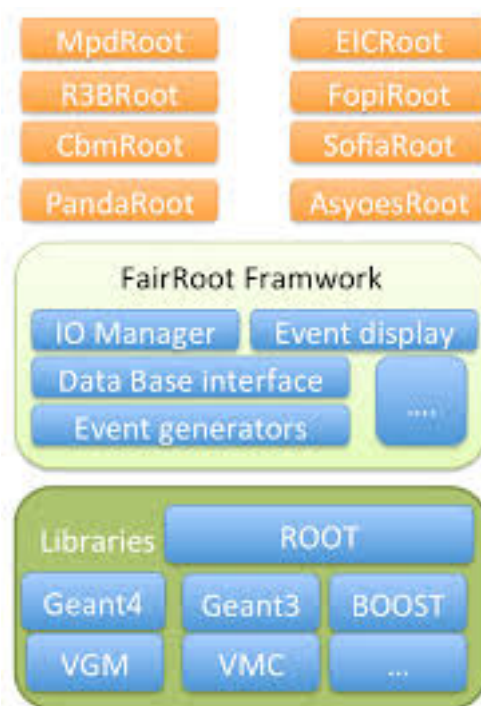 MpdRoot EICRoot
R3BRoot FopiRoot
CbmRoot SofiaRoot
PandaRoot AsyoesRoot
FairRoot Framwork
IO Manager Event display
Data Base interface
....
Event generators
Libraries ROOT
Geant4 Geant3 BOOST
VGM VMC ...